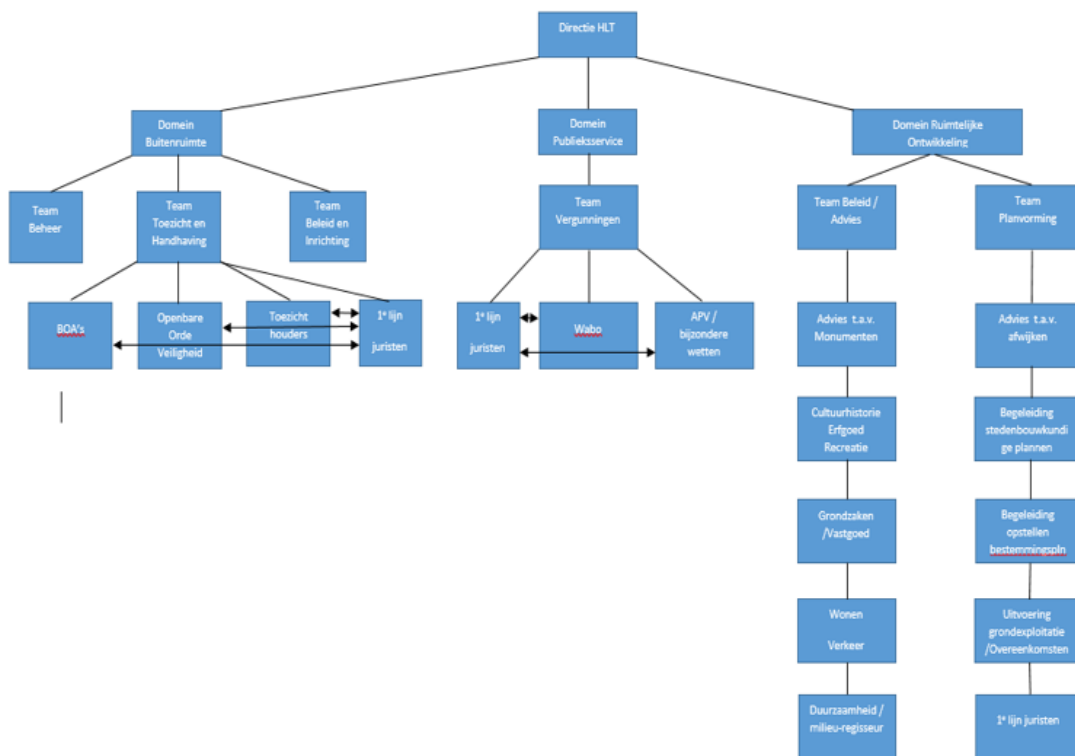 Directie HLT
Domein
Buitenruimte
Domein
Publieksservice
Domein Ruimtelijke
Ontwikkeling
Team
Beheer
Team
Toezicht en
Handhaving
Team
Beleid en
Inrichting
Team
Vergunningen
Team Beleid /
Advies
Team
Planvorming
BOA's
Openbare
Orde
Veiligheid
Toezicht
houders
1e lijn
juristen
1e lijn
juristen
Wabo
APV /
bijzondere
wetten
Advies t.a.v.
Monumenten
Advies t.a.v.
afwijken
Cultuurhistorie
Erfgoed
Recreatie
Begeleiding
stedenbouwkundi
ge plannen
Grondzaken
/Vastgoed
Begeleiding
opstellen
bestemmingspln
Wonen
Verkeer
Uitvoering
grondexploitatie
/Overeenkomsten
Duurzaamheid /
milieu-regisseur
1e lijn juristen